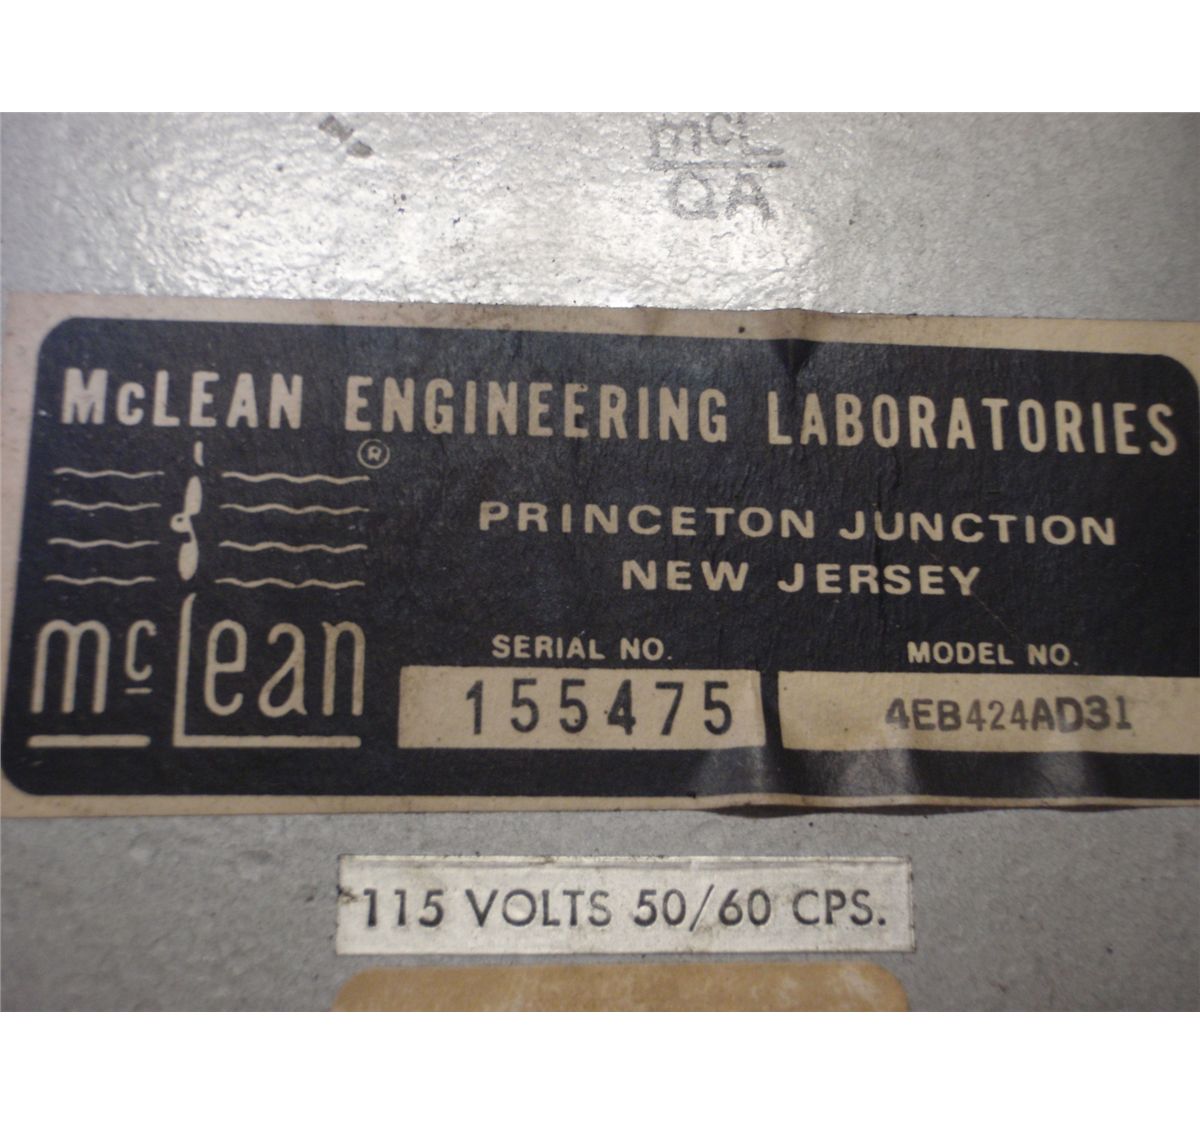 mcL
QA
McLEAN ENGINEERING LABORATORIES
®
PRINCETON JUNCTION
NEW JERSEY
mcLean
SERIAL NO.
MODEL NO.
155475
4EB424AD31
115 VOLTS 50/60 CPS.